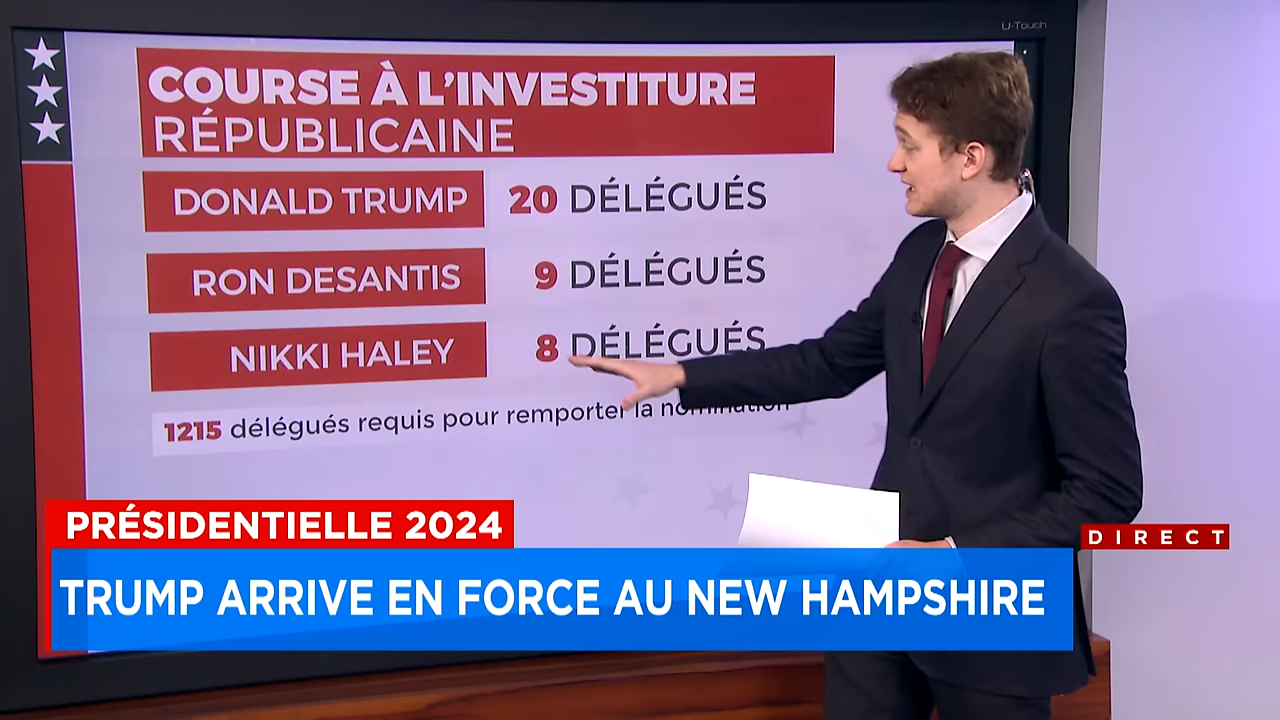 U-Touch
COURSE À L'INVESTITURE
RÉPUBLICAINE
DONALD TRUMP 20 DÉLÉGUÉS
RON DESANTIS 9 DÉLÉGUÉS
NIKKI HALEY 8 DÉLÉGUÉS
1215 délégués requis pour remporter la nomination
PRÉSIDENTIELLE 2024
DIRECT
TRUMP ARRIVE EN FORCE AU NEW HAMPSHIRE